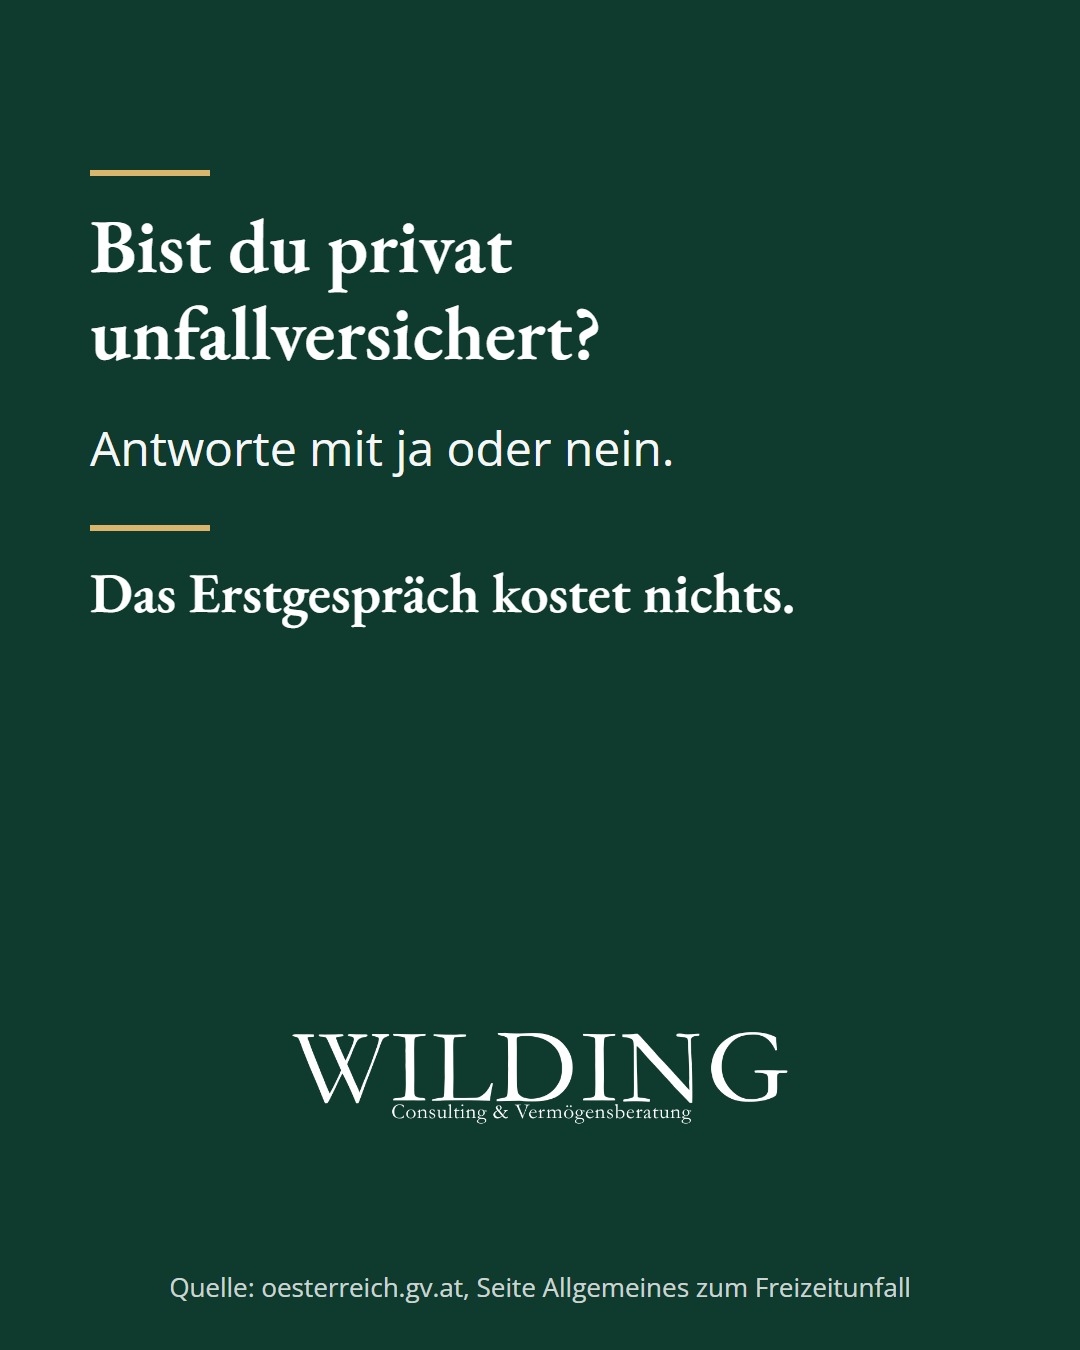 Bist du privat
unfallversichert?
Antworte mit ja oder nein.
Das Erstgespräch kostet nichts.
WILDING
Consulting & Vermögensberatung
Quelle: oesterreich.gv.at, Seite Allgemeines zum Freizeitunfall